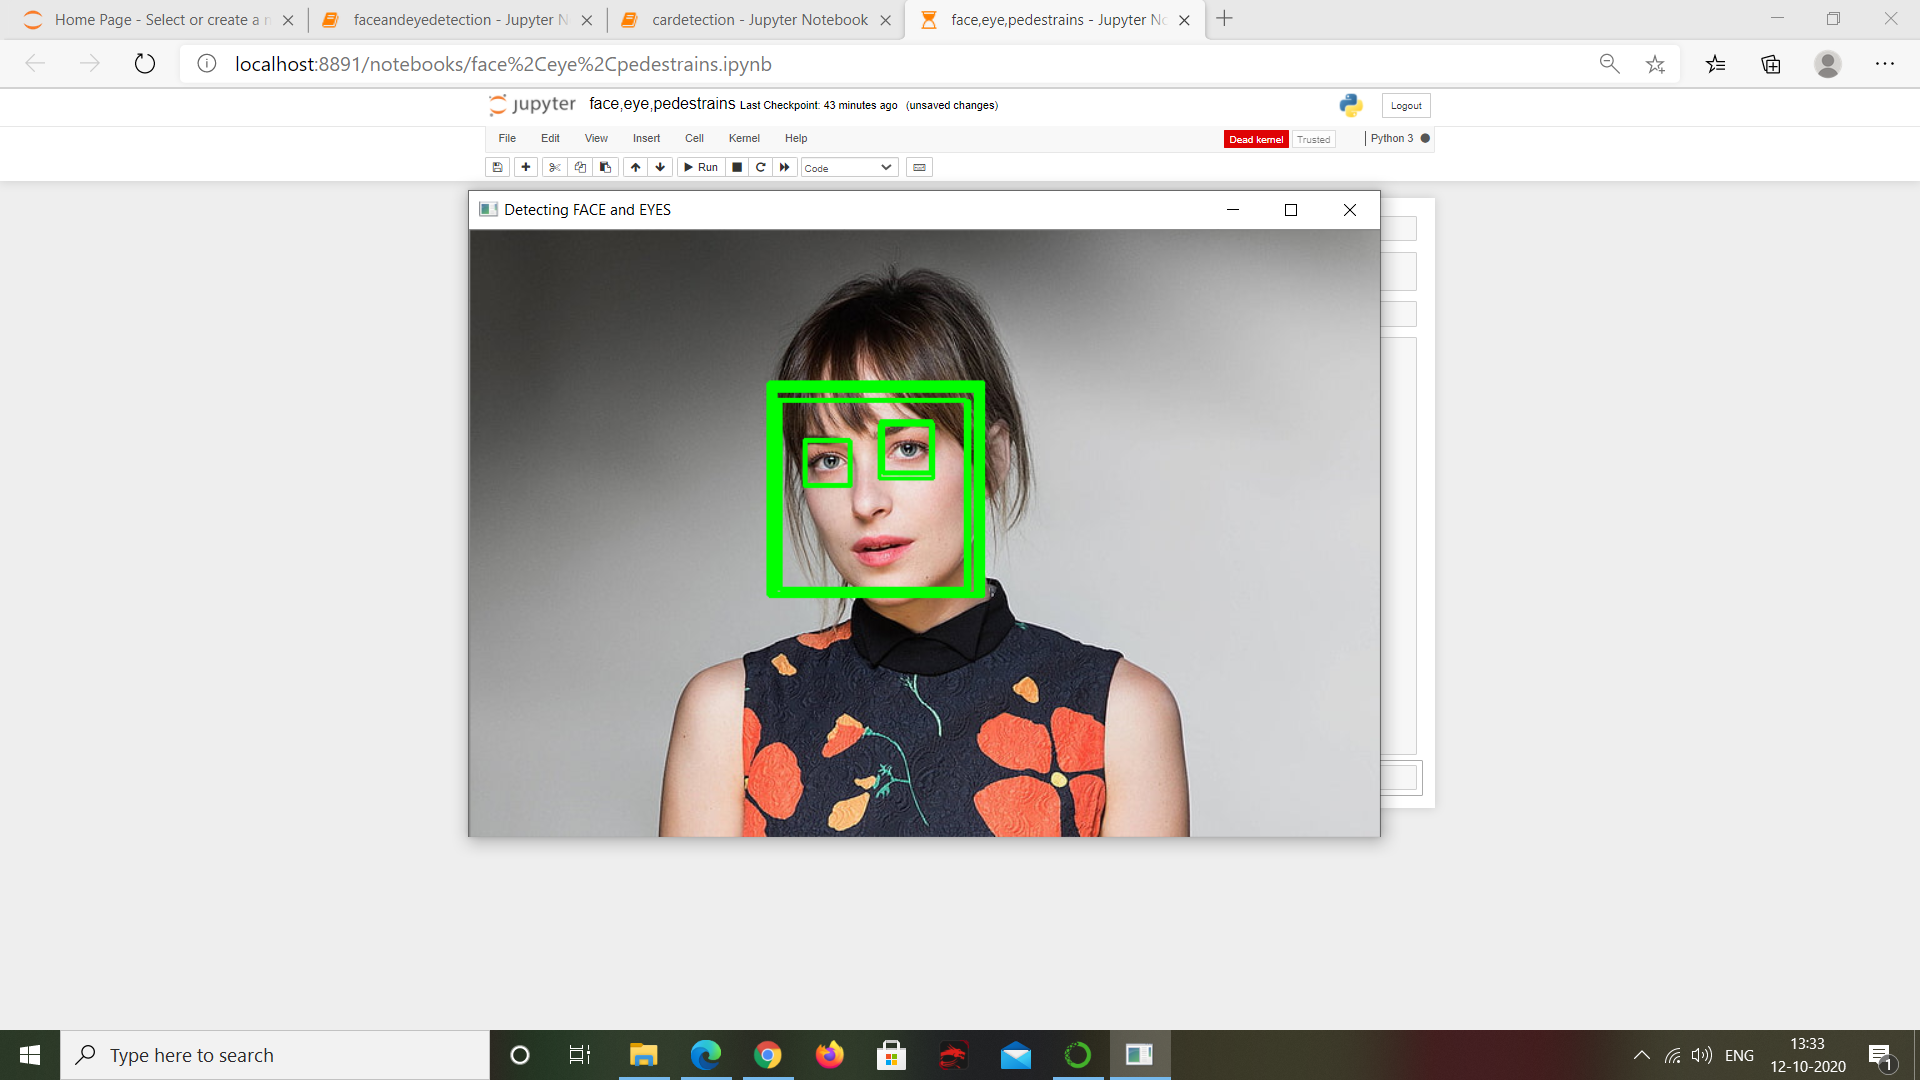 Home Page - Select or create a n
faceandeyedetection - Jupyter N
cardetection - Jupyter Notebook
face,eye,pedestrains - Jupyter No
localhost:8891/notebooks/face%2Ceye%2Cpedestrains.ipynb
jupyter face,eye,pedestrains Last Checkpoint: 43 minutes ago (unsaved changes)
Logout
File Edit View Insert Cell Kernel Help
Dead kernel Trusted Python 3
Run Code
Detecting FACE and EYES
Type here to search
ENG
13:33
12-10-2020
1